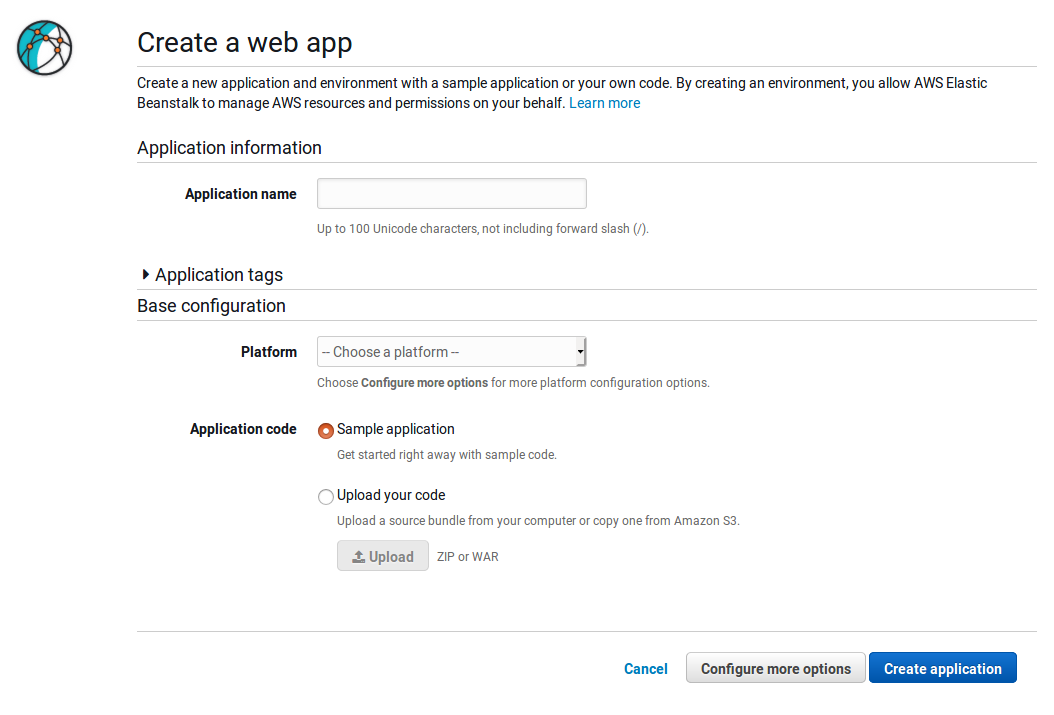 Create a web app
Create a new application and environment with a sample application or your own code. By creating an environment, you allow AWS Elastic
Beanstalk to manage AWS resources and permissions on your behalf. Learn more
Application information
Application name
Up to 100 Unicode characters, not including forward slash (/).
Application tags
Base configuration
Platform -- Choose a platform --
Choose Configure more options for more platform configuration options.
Application code Sample application
Get started right away with sample code.
Upload your code
Upload a source bundle from your computer or copy one from Amazon S3.
Upload ZIP or WAR
Cancel Configure more options Create application